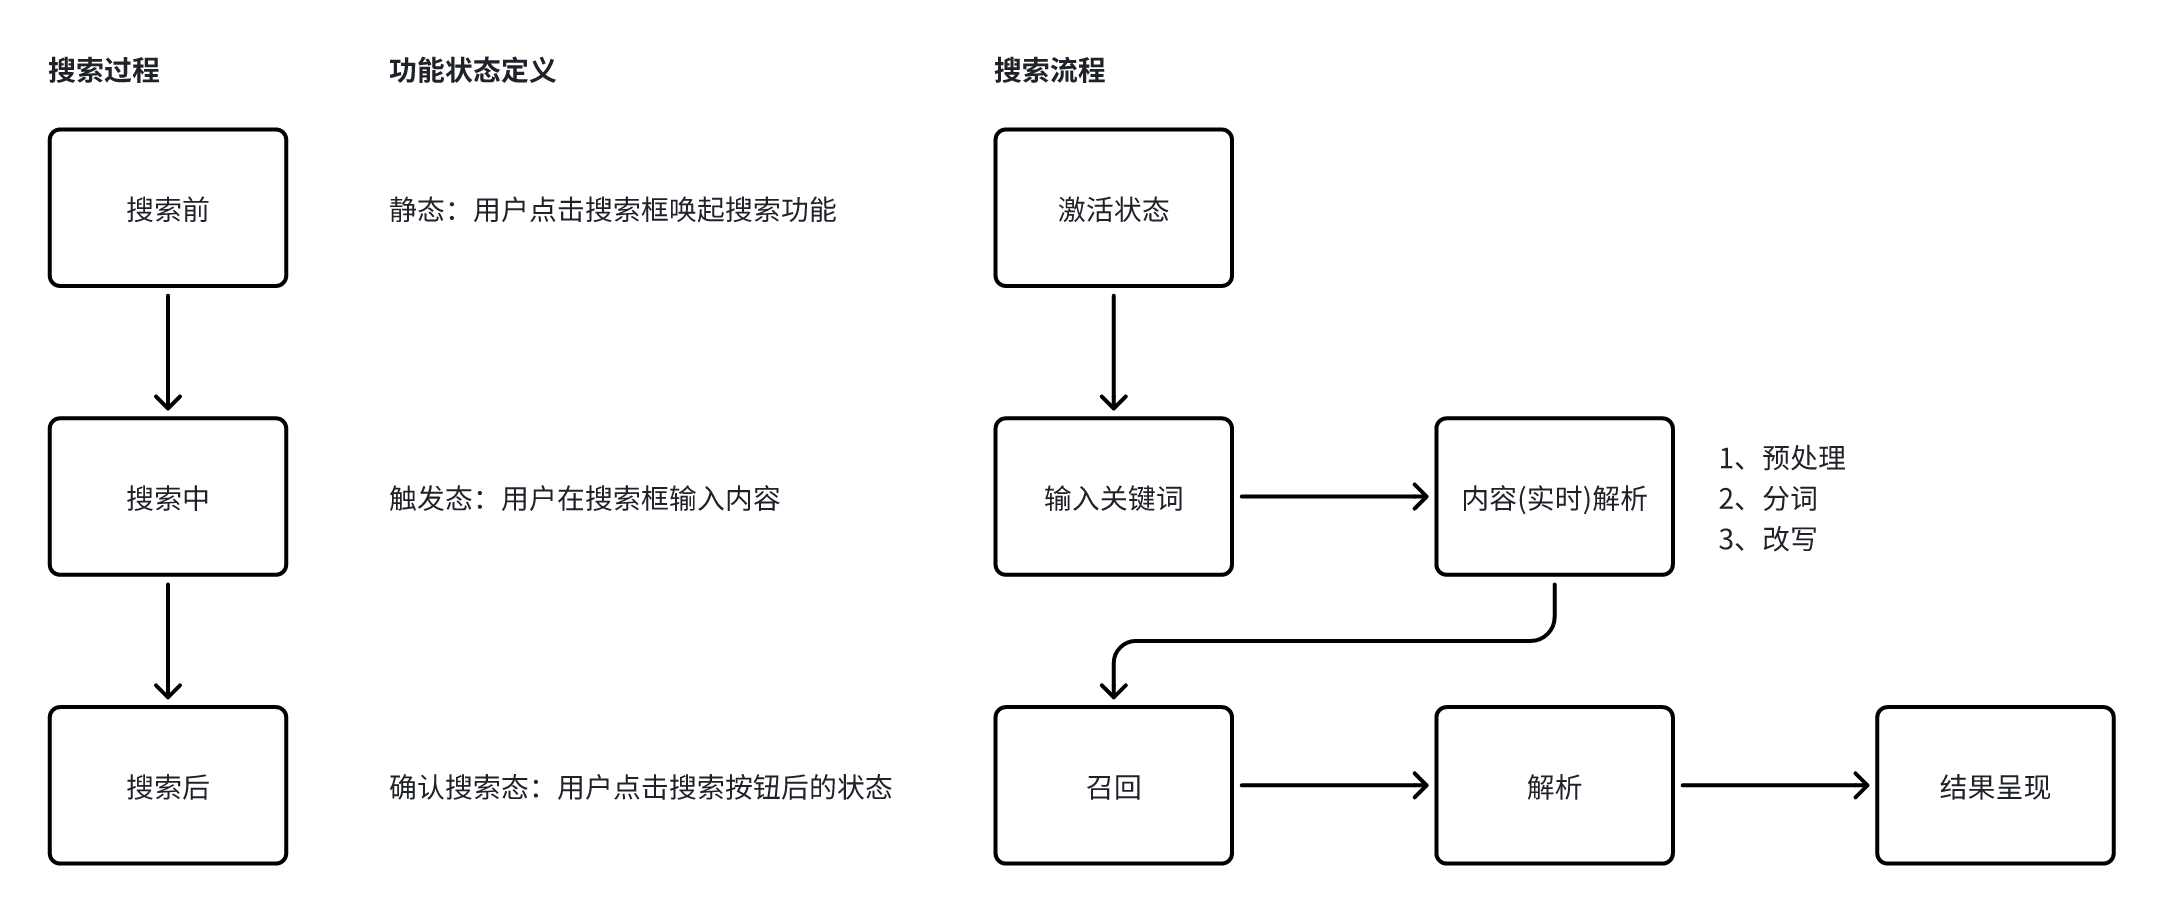 搜索过程
功能状态定义
搜索流程
搜索前
静态：用户点击搜索框唤起搜索功能
激活状态
搜索中
触发态：用户在搜索框输入内容
输入关键词
内容(实时)解析
1、预处理
2、分词
3、改写
搜索后
确认搜索态：用户点击搜索按钮后的状态
召回
解析
结果呈现